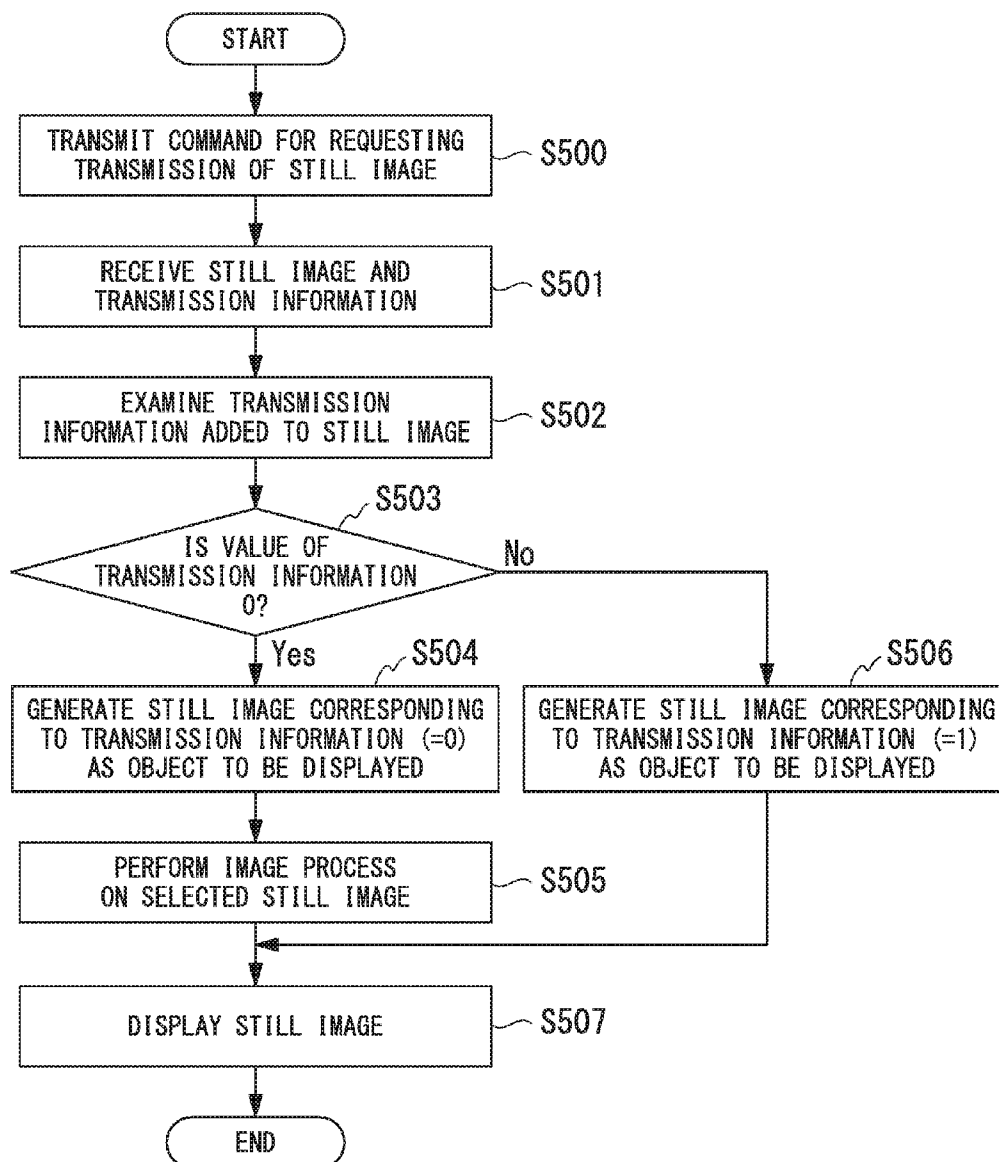 START
TRANSMIT COMMAND FOR REQUESTING
TRANSMISSION OF STILL IMAGE
S500
RECEIVE STILL IMAGE AND
TRANSMISSION INFORMATION
S501
EXAMINE TRANSMISSION
INFORMATION ADDED TO STILL IMAGE
S502
S503
IS VALUE OF
TRANSMISSION INFORMATION
0?
No
Yes
S504
GENERATE STILL IMAGE CORRESPONDING
TO TRANSMISSION INFORMATION (=0)
AS OBJECT TO BE DISPLAYED
S506
GENERATE STILL IMAGE CORRESPONDING
TO TRANSMISSION INFORMATION (=1)
AS OBJECT TO BE DISPLAYED
PERFORM IMAGE PROCESS
ON SELECTED STILL IMAGE
S505
DISPLAY STILL IMAGE
S507
END